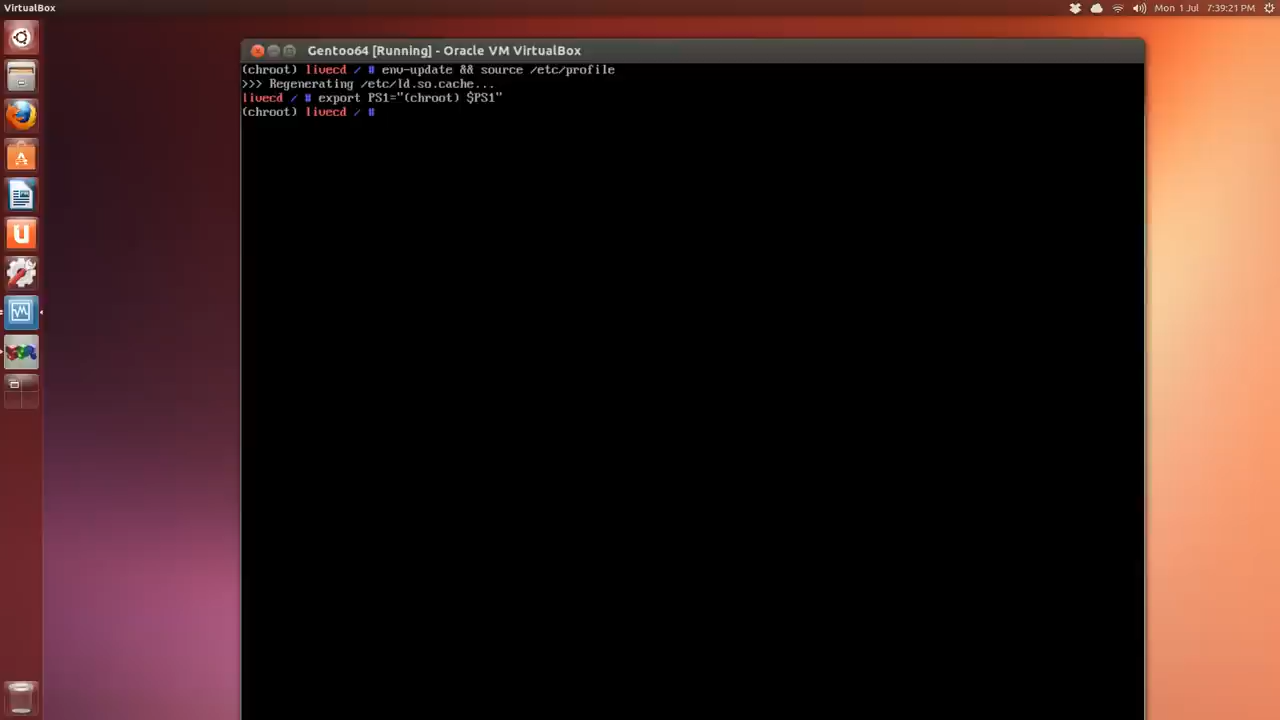 VirtualBox
Mon 1 Jul 7:39:21 PM
Gentoo64 [Running] - Oracle VM VirtualBox
(chroot) livecd / # env-update && source /etc/profile
>>> Regenerating /etc/ld.so.cache...
livecd / # export PS1="(chroot) $PS1"
(chroot) livecd / #